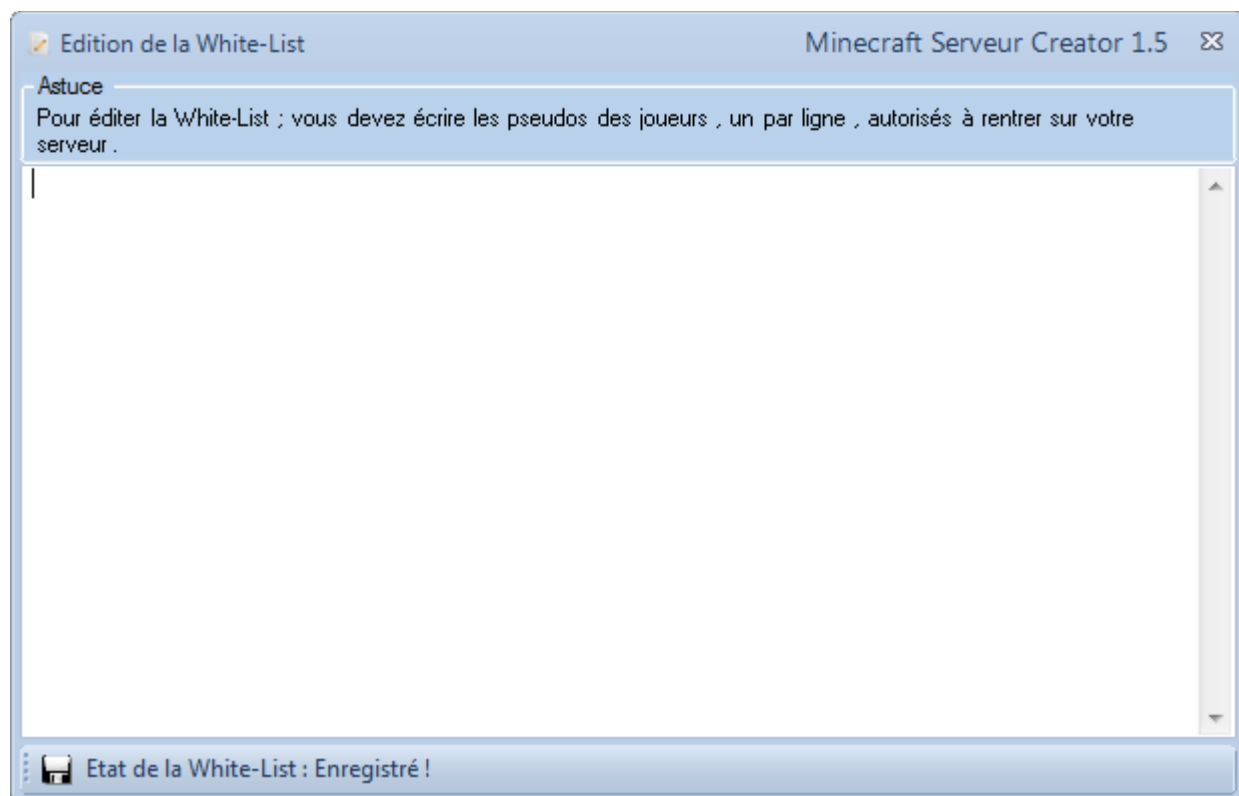 Edition de la White-List Minecraft Serveur Creator 1.5
Astuce
Pour éditer la White-List ; vous devez écrire les pseudos des joueurs , un par ligne , autorisés à rentrer sur votre
serveur .
Etat de la White-List : Enregistré !